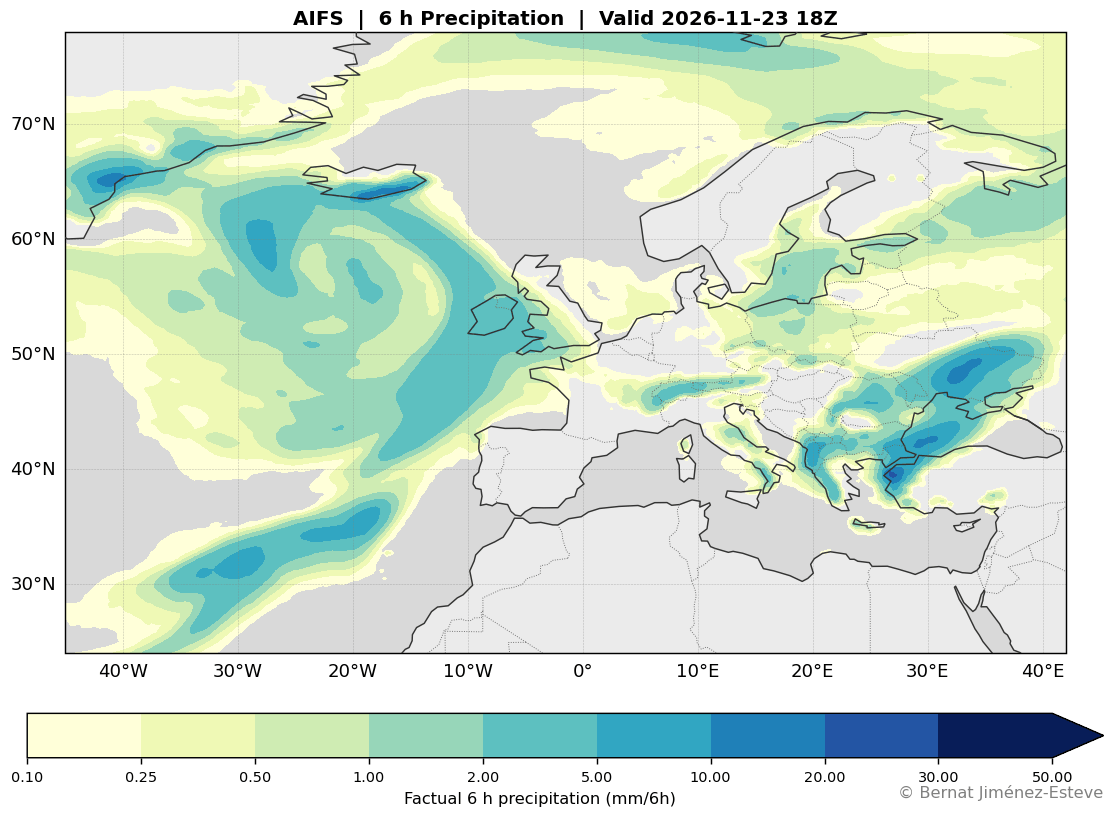 AIFS | 6 h Precipitation | Valid 2026-11-23 18Z
70°N
60°N
50°N
40°N
30°N
40°W 30°W 20°W 10°W 0° 10°E 20°E 30°E 40°E
0.10 0.25 0.50 1.00 2.00 5.00 10.00 20.00 30.00 50.00
Factual 6 h precipitation (mm/6h)
© Bernat Jiménez-Esteve